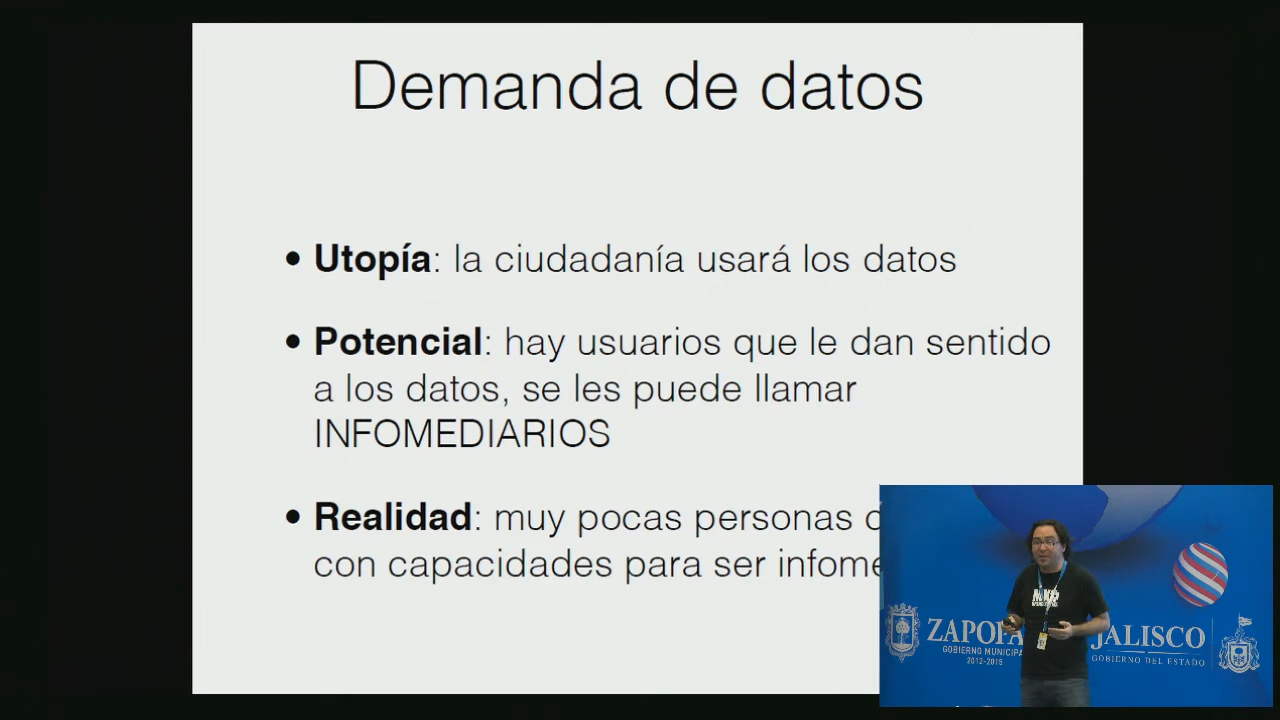 Demanda de datos
• Utopía: la ciudadanía usará los datos
• Potencial: hay usuarios que le dan sentido
a los datos, se les puede llamar
INFOMEDIARIOS
• Realidad: muy pocas personas
con capacidades para ser
ZAPOPA
GOBIERNO MUNICIPA
2012-2015
JALISCO
GOBIERNO DEL ESTADO